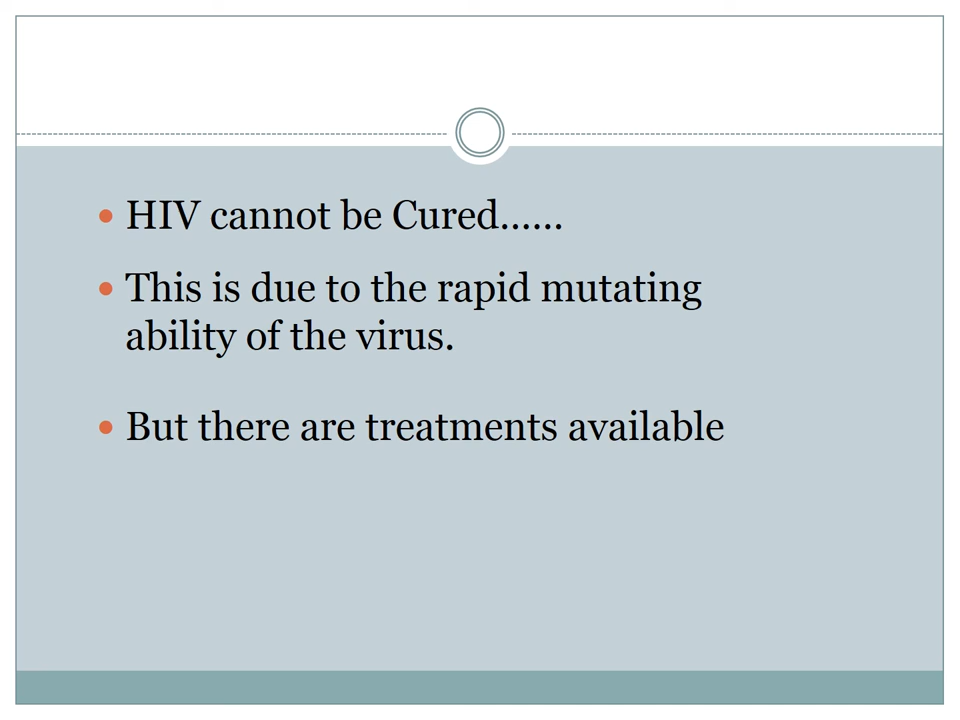 HIV cannot be Cured......
This is due to the rapid mutating
ability of the virus.
But there are treatments available